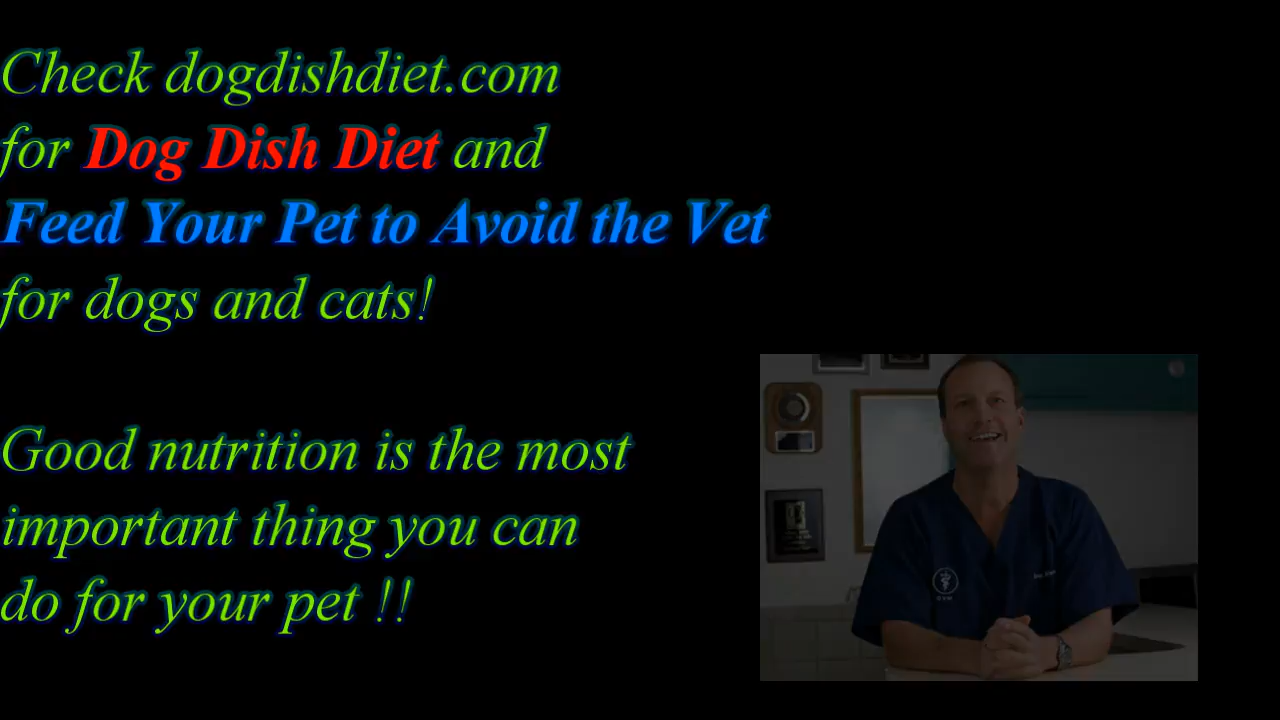 Check dogdishdiet.com
for Dog Dish Diet and
Feed Your Pet to Avoid the Vet
for dogs and cats!
Good nutrition is the most
important thing you can
do for your pet !!